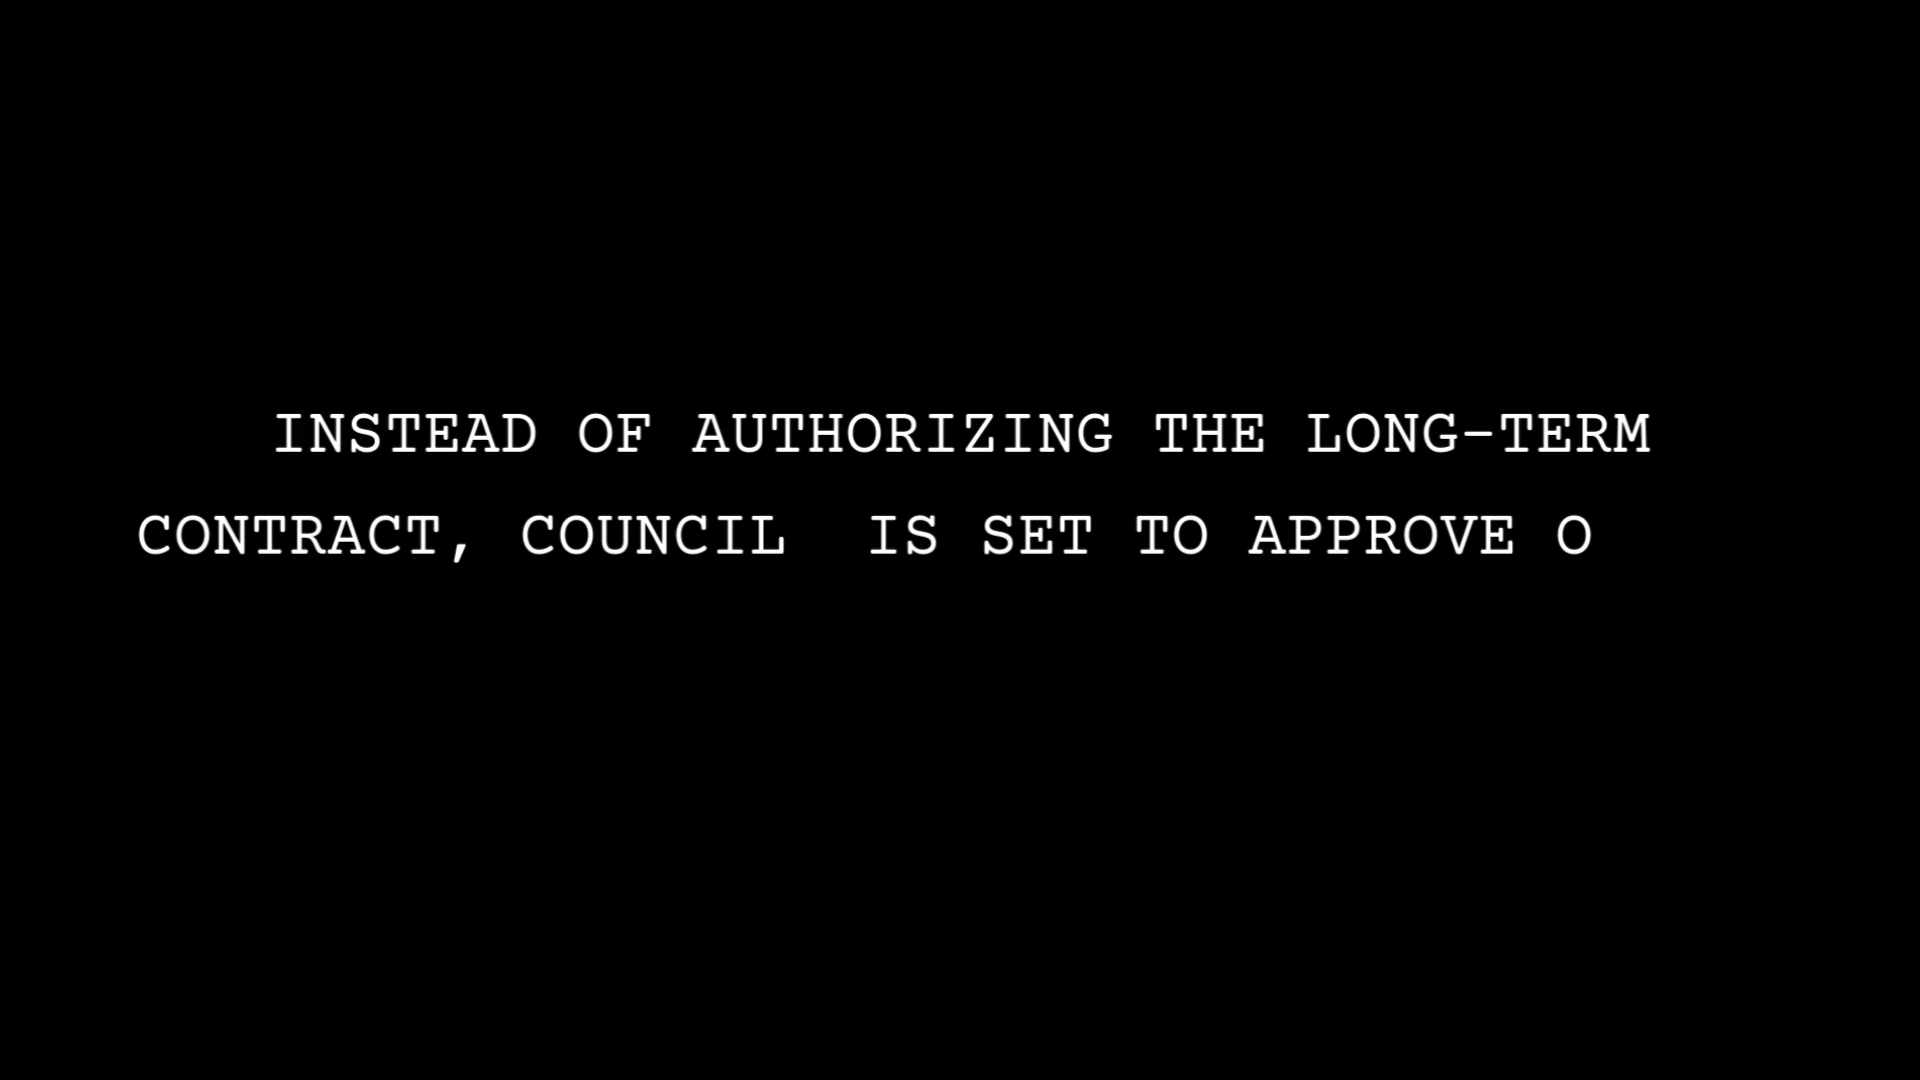 INSTEAD OF AUTHORIZING THE LONG-TERM
CONTRACT, COUNCIL  IS SET TO APPROVE O